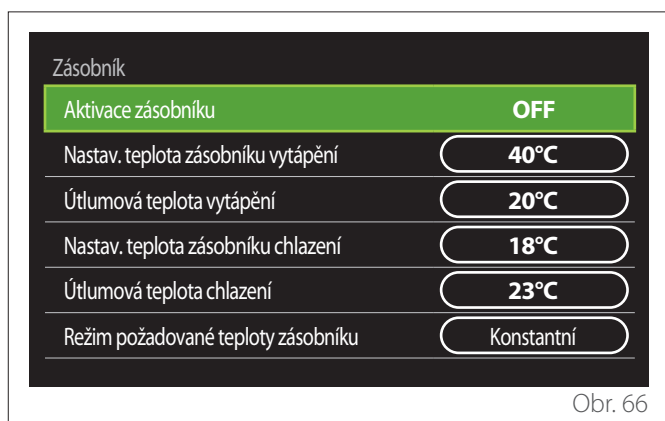 Zásobník
Aktivace zásobníku OFF
Nastav. teplota zásobníku vytápění 40°C
Útlumová teplota vytápění 20°C
Nastav. teplota zásobníku chlazení 18°C
Útlumová teplota chlazení 23°C
Režim požadované teploty zásobníku Konstantní
Obr. 66